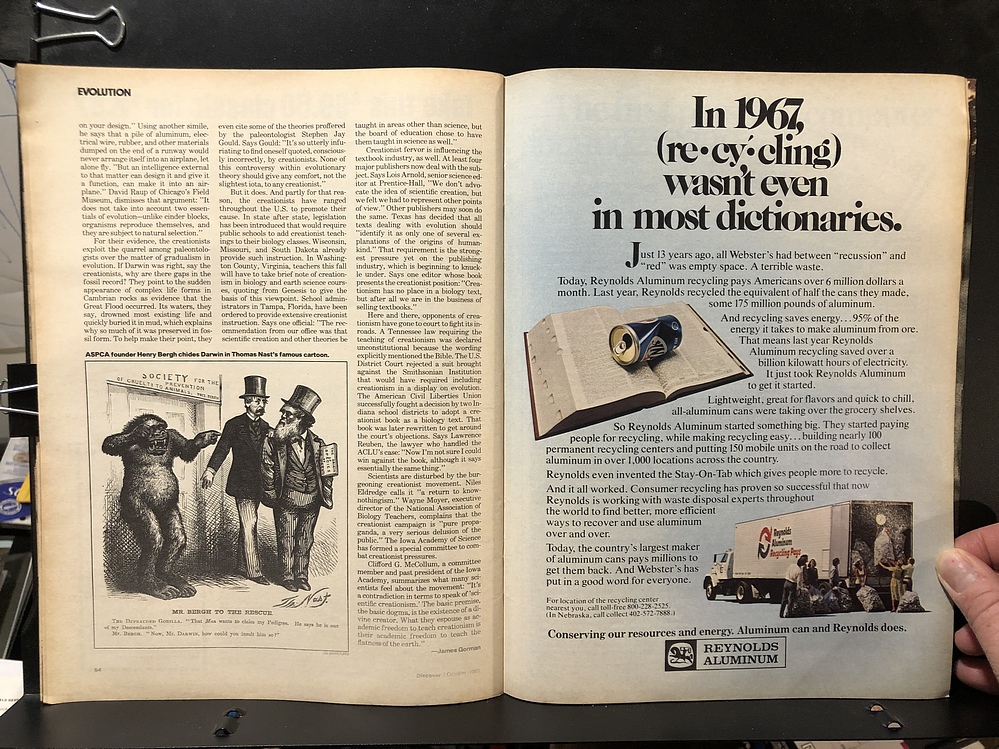 EVOLUTION
on your design." Using another simile,
he says that a pile of aluminum, elec-
trical wire, rubber, and other materials
dumped on the end of a runway would
never arrange itself into an airplane, let
alone fly. "But an intelligence external
to that matter can design it and give it
a function, can make it into an air-
plane." David Raup of Chicago's Field
Museum, dismisses that argument: "It
does not take into account two essen-
tials of evolution—unlike cinder blocks,
organisms reproduce themselves, and
they are subject to natural selection."
For their evidence, the creationists
exploit the quarrel among paleontolo-
gists over the matter of gradualism in
evolution. If Darwin was right, say the
creationists, why are there gaps in the
fossil record? They point to the sudden
appearance of complex life forms in
Cambrian rocks as evidence that the
Great Flood occurred. Its waters, they
say, drowned most existing life and
quickly buried it in mud, which explains
why so much of it was preserved in fos-
sil form. To help make their point, they
even cite some of the theories proffered
by the paleontologist Stephen Jay
Gould. Says Gould: "It's so utterly infu-
riating to find oneself quoted, conscious-
ly incorrectly, by creationists. None of
this controversy within evolutionary
theory should give any comfort, not the
slightest iota, to any creationist."
But it does. And partly for that rea-
son, the creationists have ranged
throughout the U.S. to promote their
cause. In state after state, legislation
has been introduced that would require
public schools to add creationist teach-
ings to their biology classes. Wisconsin,
Missouri, and South Dakota already
provide such instruction. In Washing-
ton County, Virginia, teachers this fall
will have to take brief note of creation-
ism in biology and earth science cours-
es, quoting from Genesis to give the
basis of this viewpoint. School admin-
istrators in Tampa, Florida, have been
ordered to provide extensive creationist
instruction. Says one official: "The rec-
ommendation from our office was that
scientific creation and other theories be
taught in areas other than science, but
the board of education chose to have
them taught in science as well."
Creationist fervor is influencing the
textbook industry, as well. At least four
major publishers now deal with the sub-
ject. Says Lois Arnold, senior science ed-
itor at Prentice-Hall, "We don't advo-
cate the idea of scientific creation, but
we felt we had to represent other points
of view." Other publishers may soon do
the same. Texas has decided that all
texts dealing with evolution should
"identify it as only one of several ex-
planations of the origins of human-
kind." That requirement is the strong-
est pressure yet on the publishing
industry, which is beginning to knuck-
le under. Says one editor whose book
presents the creationist position: "Crea-
tionism has no place in a biology text,
but after all we are in the business of
selling textbooks."
Here and there, opponents of cre-
ationism have gone to court to fight its in-
roads. A Tennessee law requiring the
teaching of creationism was declared
unconstitutional because the wording
explicitly mentioned the Bible. The U.S.
District Court rejected a suit brought
against the Smithsonian Institution
that would have required including
creationism in a display on evolution.
The American Civil Liberties Union
successfully fought a decision by two In-
diana school districts to adopt a cre-
ationist book as a biology text. That
book was later rewritten to get around
the court's objections. Says Lawrence
Reuben, the lawyer who handled the
ACLU's case: "Now I'm not sure I could
win against the book, although it says
essentially the same thing."
Scientists are disturbed by the bur-
geoning creationist movement. Niles
Eldredge calls it "a return to know-
nothingism." Wayne Moyer, executive
director of the National Association of
Biology Teachers, complains that the
creationist campaign is "pure propa-
ganda, a very serious delusion of the
public." The Iowa Academy of Science
has formed a special committee to com-
bat creationist pressures.
Clifford G. McCollum, a committee
member and past president of the Iowa
Academy, summarizes what many sci-
entists feel about the movement: "It's
a contradiction in terms to speak of 'sci-
entific creationism.' The basic premise,
the basic dogma, is the existence of a di-
vine creator. What they espouse as ac-
ademic freedom to teach creationism is
their academic freedom to teach the
flatness of the earth."
—James Gorman
ASPCA founder Henry Bergh chides Darwin in Thomas Nast's famous cartoon.
SOCIETY FOR THE
PREVENTION
OF CRUELTY TO ANIMALS.
Th. Nast.
MR. BERGH TO THE RESCUE
THE DEFRAUDED GORILLA. "That Man wants to claim my Pedigree. He says he is one
of my Descendants."
MR. BERGH. "Now, MR. DARWIN, how could you insult him so?"
54
In 1967,
(re•cy′•cling)
wasn't even
in most dictionaries.
Just 13 years ago, all Webster's had between "recussion" and
"red" was empty space. A terrible waste.
Today, Reynolds Aluminum recycling pays Americans over 6 million dollars a
month. Last year, Reynolds recycled the equivalent of half the cans they made,
some 175 million pounds of aluminum.
And recycling saves energy...95% of the
energy it takes to make aluminum from ore.
That means last year Reynolds
Aluminum recycling saved over a
billion kilowatt hours of electricity.
It just took Reynolds Aluminum
to get it started.
Lightweight, great for flavors and quick to chill,
all-aluminum cans were taking over the grocery shelves.
So Reynolds Aluminum started something big. They started paying
people for recycling, while making recycling easy...building nearly 100
permanent recycling centers and putting 150 mobile units on the road to collect
aluminum in over 1,000 locations across the country.
Reynolds even invented the Stay-On-Tab which gives people more to recycle.
And it all worked. Consumer recycling has proven so successful that now
Reynolds is working with waste disposal experts throughout
the world to find better, more efficient
ways to recover and use aluminum
over and over.
Today, the country's largest maker
of aluminum cans pays millions to
get them back. And Webster's has
put in a good word for everyone.
Reynolds
Aluminum
Recycling Pays
For location of the recycling center
nearest you, call toll-free 800-228-2525.
(In Nebraska, call 402-572-7888.)
Conserving our resources and energy. Aluminum can and Reynolds does.
REYNOLDS
ALUMINUM